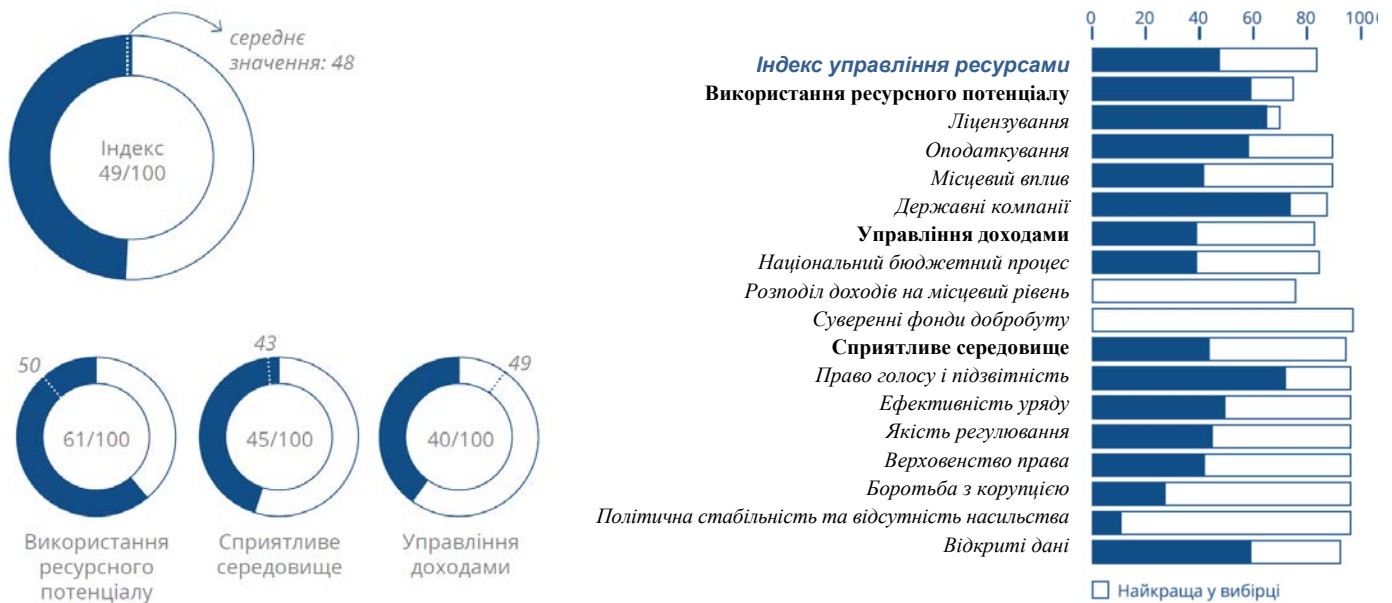 середнє
значення: 48
Індекс
49/100
50
61/100
Використання
ресурсного
потенціалу
43
45/100
Сприятливе
середовище
49
40/100
Управління
доходами
0 20 40 60 80 100
Індекс управління ресурсами
Використання ресурсного потенціалу
Ліцензування
Оподаткування
Місцевий вплив
Державні компанії
Управління доходами
Національний бюджетний процес
Розподіл доходів на місцевий рівень
Суверенні фонди добробуту
Сприятливе середовище
Право голосу і підзвітність
Ефективність уряду
Якість регулювання
Верховенство права
Боротьба з корупцією
Політична стабільність та відсутність насильства
Відкриті дані
Найкраща у вибірці